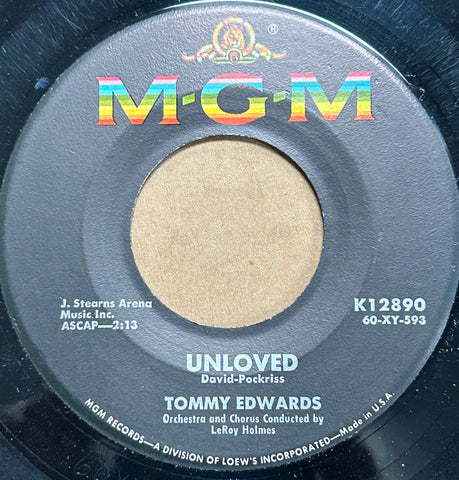 ®
M-G-M
J. Stearns Arena
Music Inc.
ASCAP—2:13
K12890
60-XY-593
UNLOVED
David-Pockriss
TOMMY EDWARDS
Orchestra and Chorus Conducted by
LeRoy Holmes
MGM RECORDS—A DIVISION OF LOEW'S INCORPORATED—Made in U.S.A.